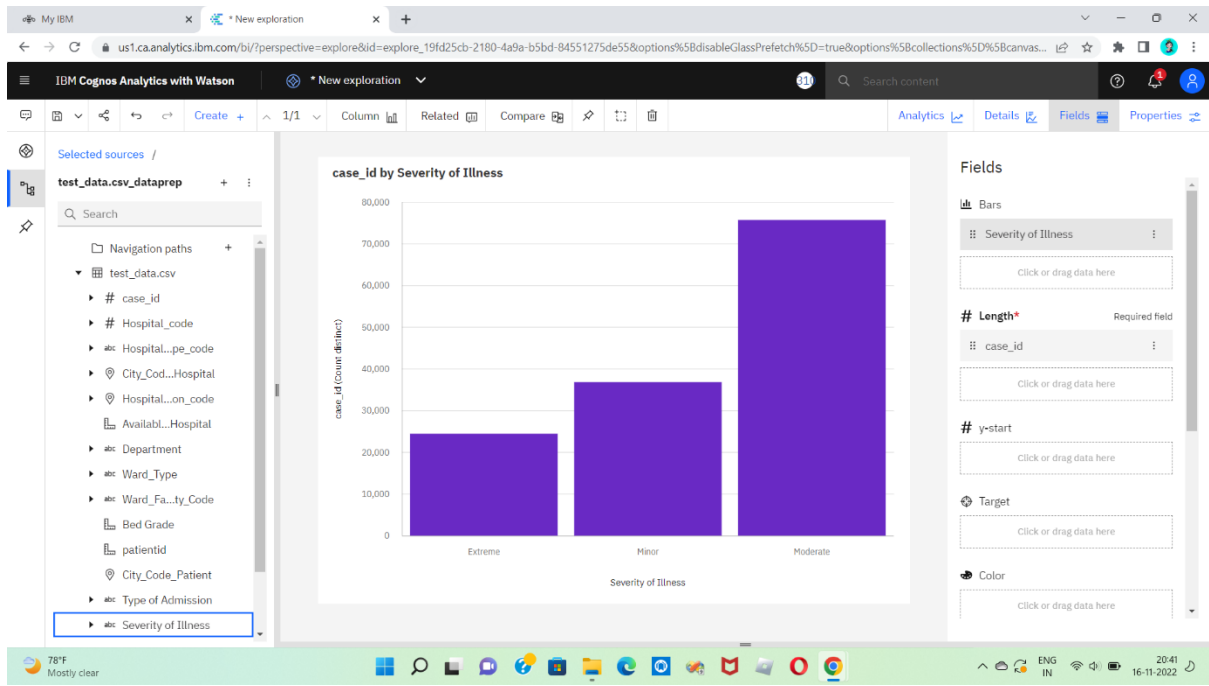 My IBM
* New exploration
us1.ca.analytics.ibm.com/bi/?perspective=explore&id=explore_19fd25cb-2180-4a9a-b5bd-84551275de55&options%5BdisableGlassPrefetch%5D=true&options%5Bcollections%5D%5Bcanvas...
IBM Cognos Analytics with Watson
* New exploration
Search content
1
Create +
1/1
Column
Related
Compare
Analytics
Details
Fields
Properties
Selected sources /
test_data.csv_dataprep
Search
Navigation paths
test_data.csv
# case_id
# Hospital_code
abc Hospital...pe_code
City_Cod...Hospital
Hospital...on_code
Availabl...Hospital
abc Department
abc Ward_Type
abc Ward_Fa...ty_Code
Bed Grade
patientid
City_Code_Patient
abc Type of Admission
abc Severity of Illness
case_id by Severity of Illness
case_id (Count distinct)
80,000
70,000
60,000
50,000
40,000
30,000
20,000
10,000
0
Extreme
Minor
Moderate
Severity of Illness
Fields
Bars
Severity of Illness
Click or drag data here
# Length*
Required field
case_id
Click or drag data here
# y-start
Click or drag data here
Target
Click or drag data here
Color
Click or drag data here
78°F
Mostly clear
ENG
IN
20:41
16-11-2022